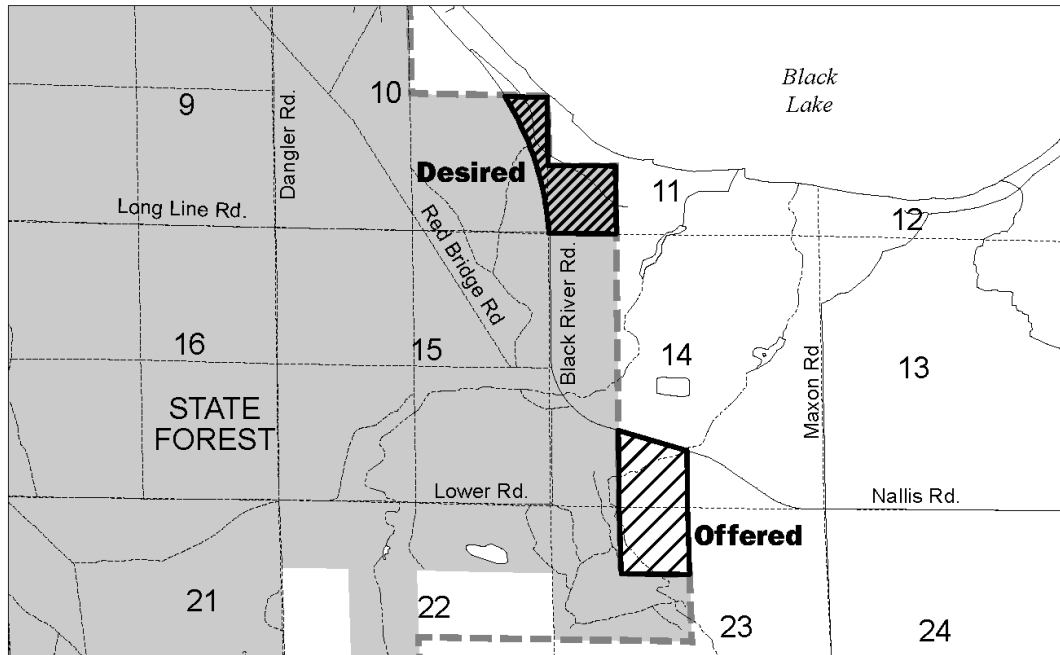 Black
Lake
10
9
Dangler Rd.
Desired
11
Long Line Rd.
12
Red Bridge Rd
Black River Rd.
16
15
14
13
Maxon Rd
STATE
FOREST
Lower Rd.
Nallis Rd.
Offered
21
22
23
24